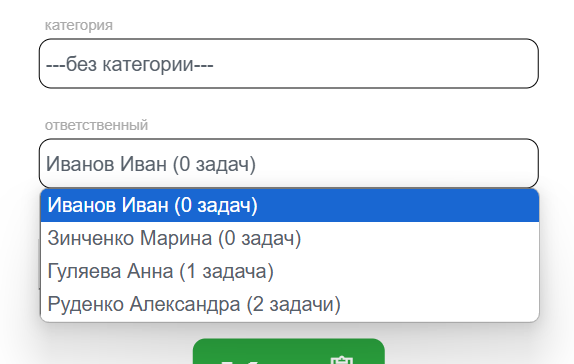 категория
---без категории---
ответственный
Иванов Иван (0 задач)
Иванов Иван (0 задач)
Зинченко Марина (0 задач)
Гуляева Анна (1 задача)
Руденко Александра (2 задачи)